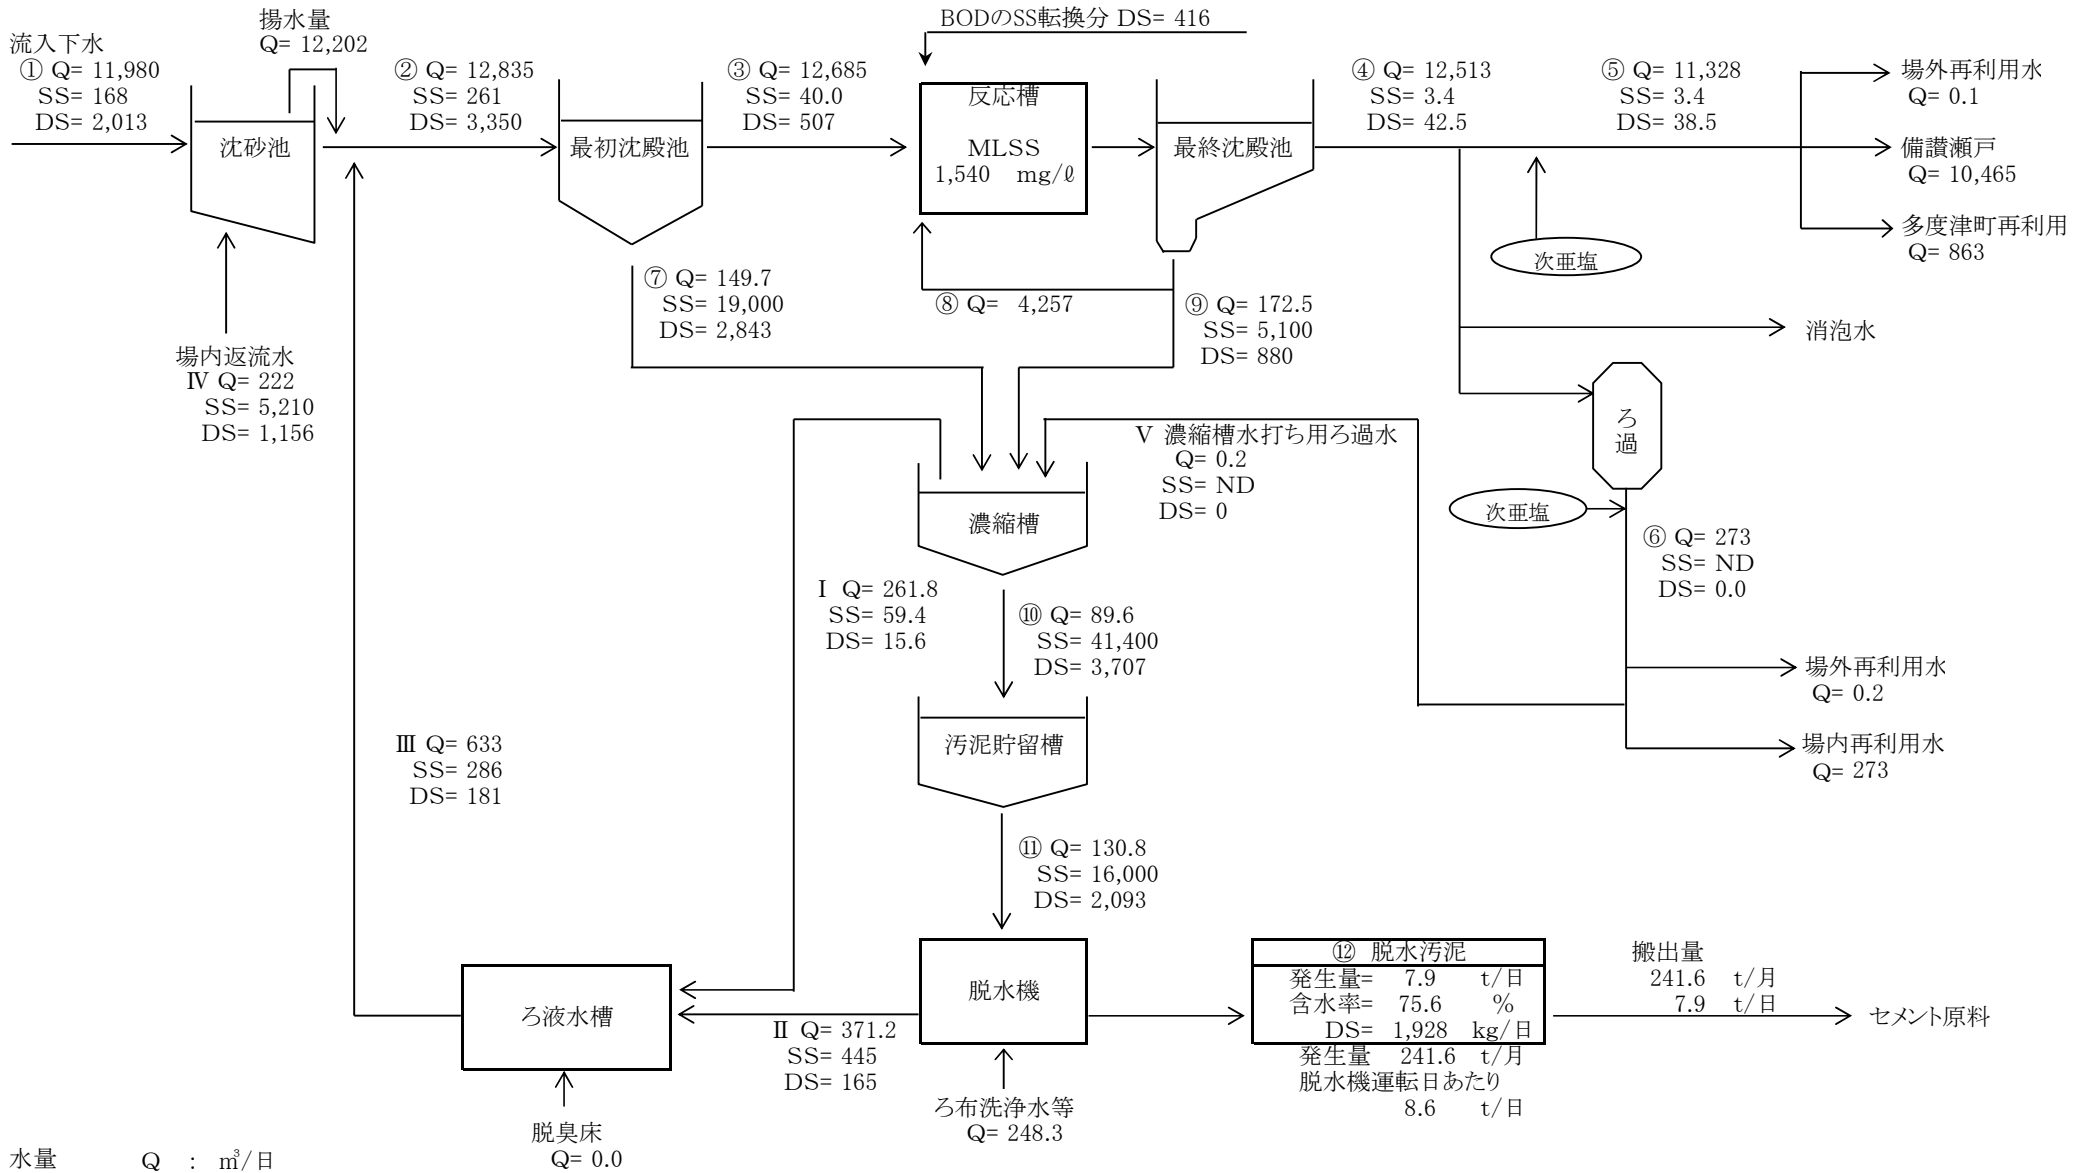 流入下水
① Q= 11,980
SS= 168
DS= 2,013
揚水量
Q= 12,202
沈砂池
② Q= 12,835
SS= 261
DS= 3,350
最初沈殿池
③ Q= 12,685
SS= 40.0
DS= 507
BODのSS転換分 DS= 416
反応槽
MLSS
1,540 mg/ℓ
最終沈殿池
④ Q= 12,513
SS= 3.4
DS= 42.5
⑤ Q= 11,328
SS= 3.4
DS= 38.5
場外再利用水
Q= 0.1
備讃瀬戸
Q= 10,465
多度津町再利用
Q= 863
次亜塩
消泡水
ろ
過
次亜塩
⑥ Q= 273
SS= ND
DS= 0.0
場外再利用水
Q= 0.2
場内再利用水
Q= 273
場内返流水
Ⅳ Q= 222
SS= 5,210
DS= 1,156
⑦ Q= 149.7
SS= 19,000
DS= 2,843
⑧ Q= 4,257
⑨ Q= 172.5
SS= 5,100
DS= 880
Ⅴ 濃縮槽水打ち用ろ過水
Q= 0.2
SS= ND
DS= 0
濃縮槽
Ⅰ Q= 261.8
SS= 59.4
DS= 15.6
⑩ Q= 89.6
SS= 41,400
DS= 3,707
汚泥貯留槽
Ⅲ Q= 633
SS= 286
DS= 181
⑪ Q= 130.8
SS= 16,000
DS= 2,093
脱水機
ろ液水槽
Ⅱ Q= 371.2
SS= 445
DS= 165
脱臭床
Q= 0.0
ろ布洗浄水等
Q= 248.3
⑫ 脱水汚泥
発生量= 7.9 t/日
含水率= 75.6 %
DS= 1,928 kg/日
発生量 241.6 t/月
脱水機運転日あたり
8.6 t/日
搬出量
241.6 t/月
7.9 t/日
セメント原料
水量 Q : ㎥/日